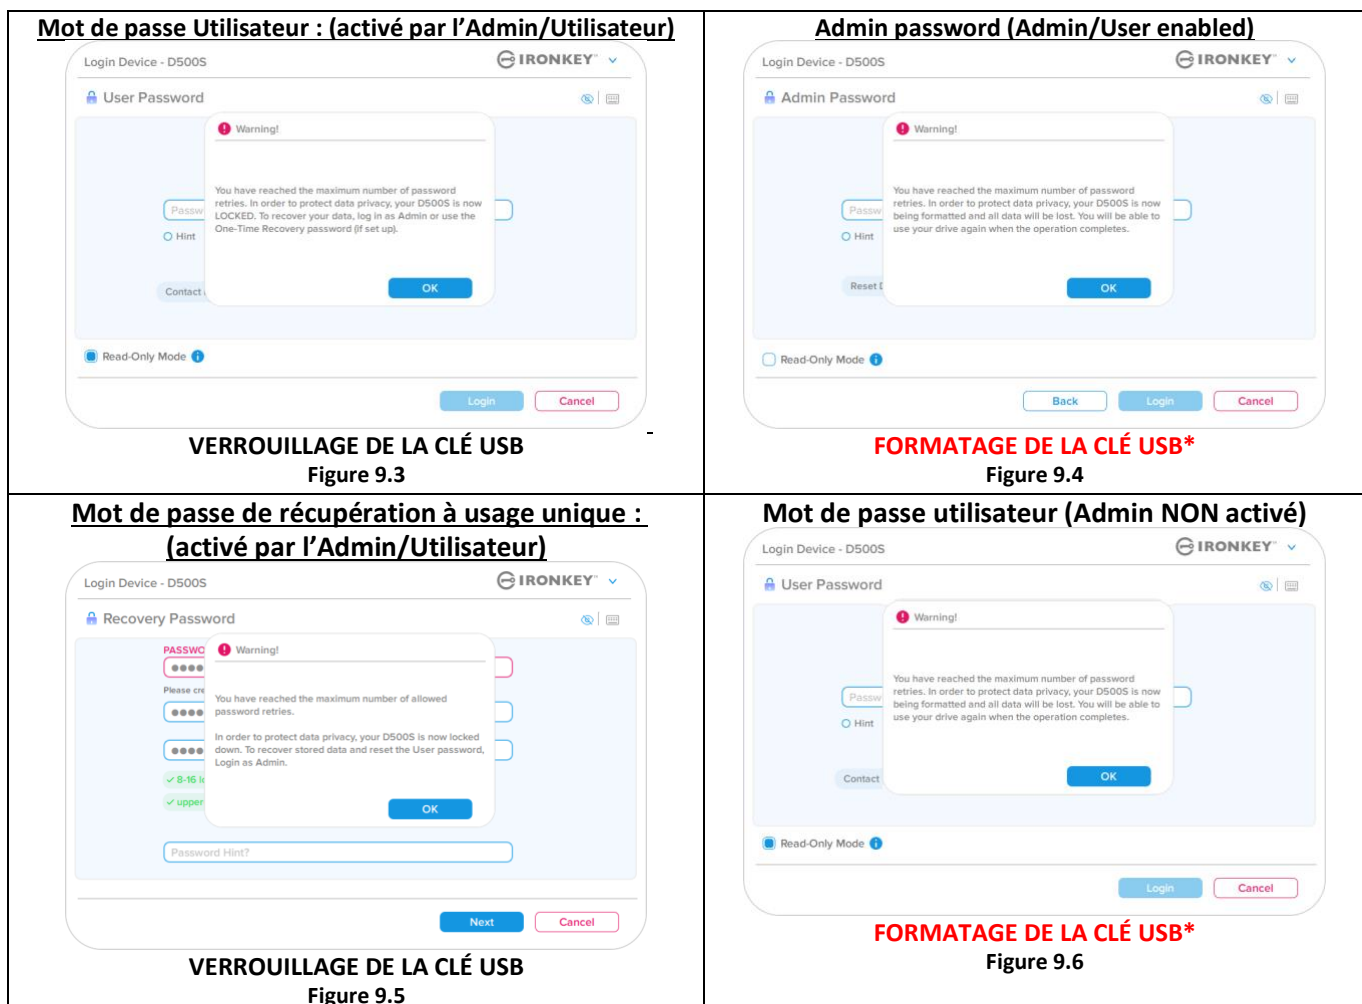 Mot de passe Utilisateur : (activé par l’Admin/Utilisateur)
Login Device - D500S
IRONKEY
User Password
Warning!
You have reached the maximum number of password
retries. In order to protect data privacy, your D500S is now
LOCKED. To recover your data, log in as Admin or use the
One-Time Recovery password (if set up).
Passw
Hint
OK
Contact
Read-Only Mode
Login
Cancel
VERROUILLAGE DE LA CLÉ USB
Figure 9.3
Admin password (Admin/User enabled)
Login Device - D500S
IRONKEY
Admin Password
Warning!
You have reached the maximum number of password
retries. In order to protect data privacy, your D500S is now
being formatted and all data will be lost. You will be able to
use your drive again when the operation completes.
Passw
Hint
OK
Reset
Read-Only Mode
Back
Login
Cancel
FORMATAGE DE LA CLÉ USB*
Figure 9.4
Mot de passe de récupération à usage unique :
(activé par l’Admin/Utilisateur)
Login Device - D500S
IRONKEY
Recovery Password
PASSWO
Warning!
Please cre
You have reached the maximum number of allowed
password retries.
In order to protect data privacy, your D500S is now locked
down. To recover stored data and reset the User password,
Login as Admin.
8-16 lo
upper
OK
Password Hint?
Next
Cancel
VERROUILLAGE DE LA CLÉ USB
Figure 9.5
Mot de passe utilisateur (Admin NON activé)
Login Device - D500S
IRONKEY
User Password
Warning!
You have reached the maximum number of password
retries. In order to protect data privacy, your D500S is now
being formatted and all data will be lost. You will be able to
use your drive again when the operation completes.
Passw
Hint
OK
Contact
Read-Only Mode
Login
Cancel
FORMATAGE DE LA CLÉ USB*
Figure 9.6